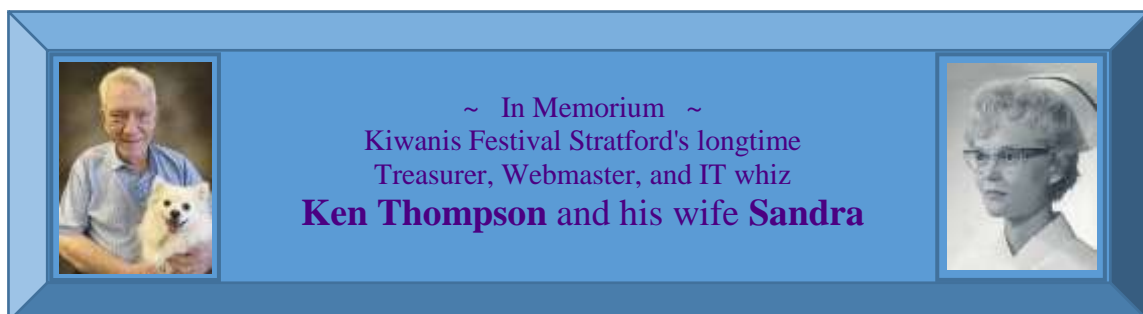 ~ In Memorium ~
Kiwanis Festival Stratford's longtime
Treasurer, Webmaster, and IT whiz
Ken Thompson and his wife Sandra